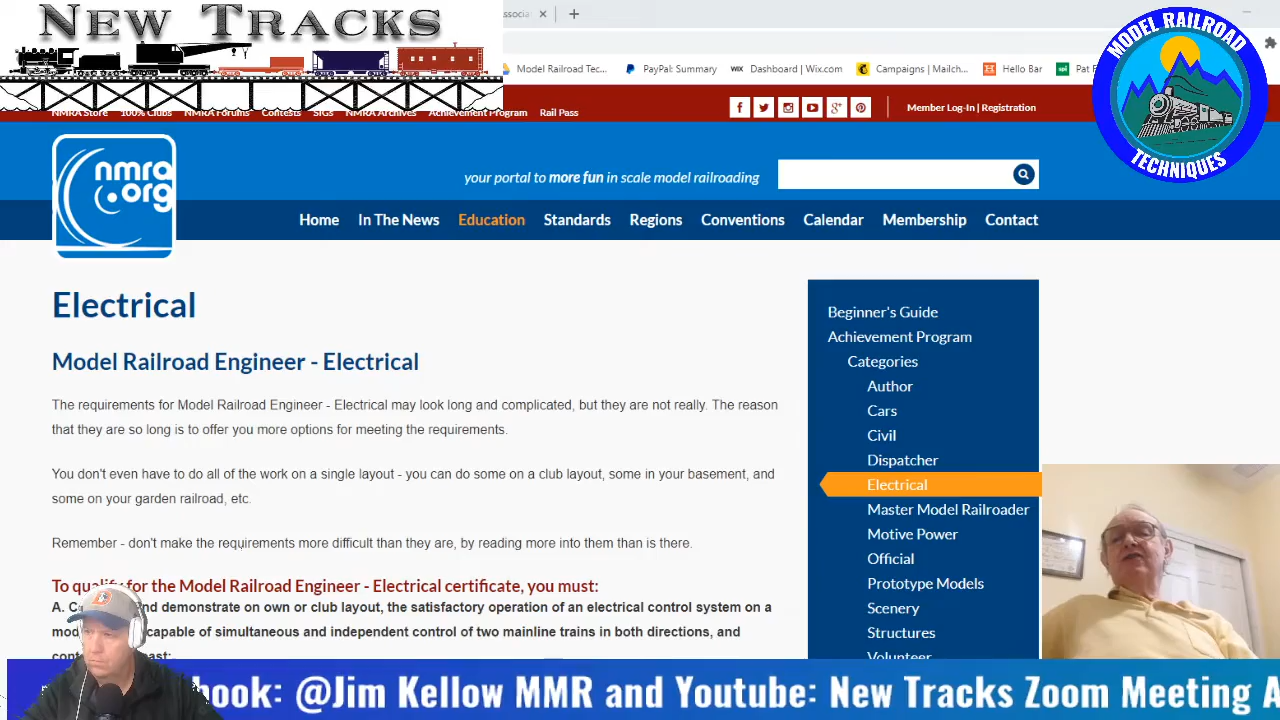 NEW TRACKS
MODEL RAILROAD
TECHNIQUES
Model Railroad Tec...
PayPal: Summary
WIX Dashboard | Wix.com
Campaigns | Mailch...
Hello Bar
NMRA Store 100% Clubs NMRA Forums Contests SIGs NMRA Archives Achievement Program Rail Pass
Member Log-In | Registration
nmra
.org
your portal to more fun in scale model railroading
Home In The News Education Standards Regions Conventions Calendar Membership Contact
Electrical
Model Railroad Engineer - Electrical
The requirements for Model Railroad Engineer - Electrical may look long and complicated, but they are not really. The reason
that they are so long is to offer you more options for meeting the requirements.
You don't even have to do all of the work on a single layout - you can do some on a club layout, some in your basement, and
some on your garden railroad, etc.
Remember - don't make the requirements more difficult than they are, by reading more into them than is there.
To qualify for the Model Railroad Engineer - Electrical certificate, you must:
A. nd demonstrate on own or club layout, the satisfactory operation of an electrical control system on a
capable of simultaneous and independent control of two mainline trains in both directions, and
Beginner's Guide
Achievement Program
Categories
Author
Cars
Civil
Dispatcher
Electrical
Master Model Railroader
Motive Power
Official
Prototype Models
Scenery
Structures
Volunteer
book: @Jim Kellow MMR and Youtube: New Tracks Zoom Meeting A